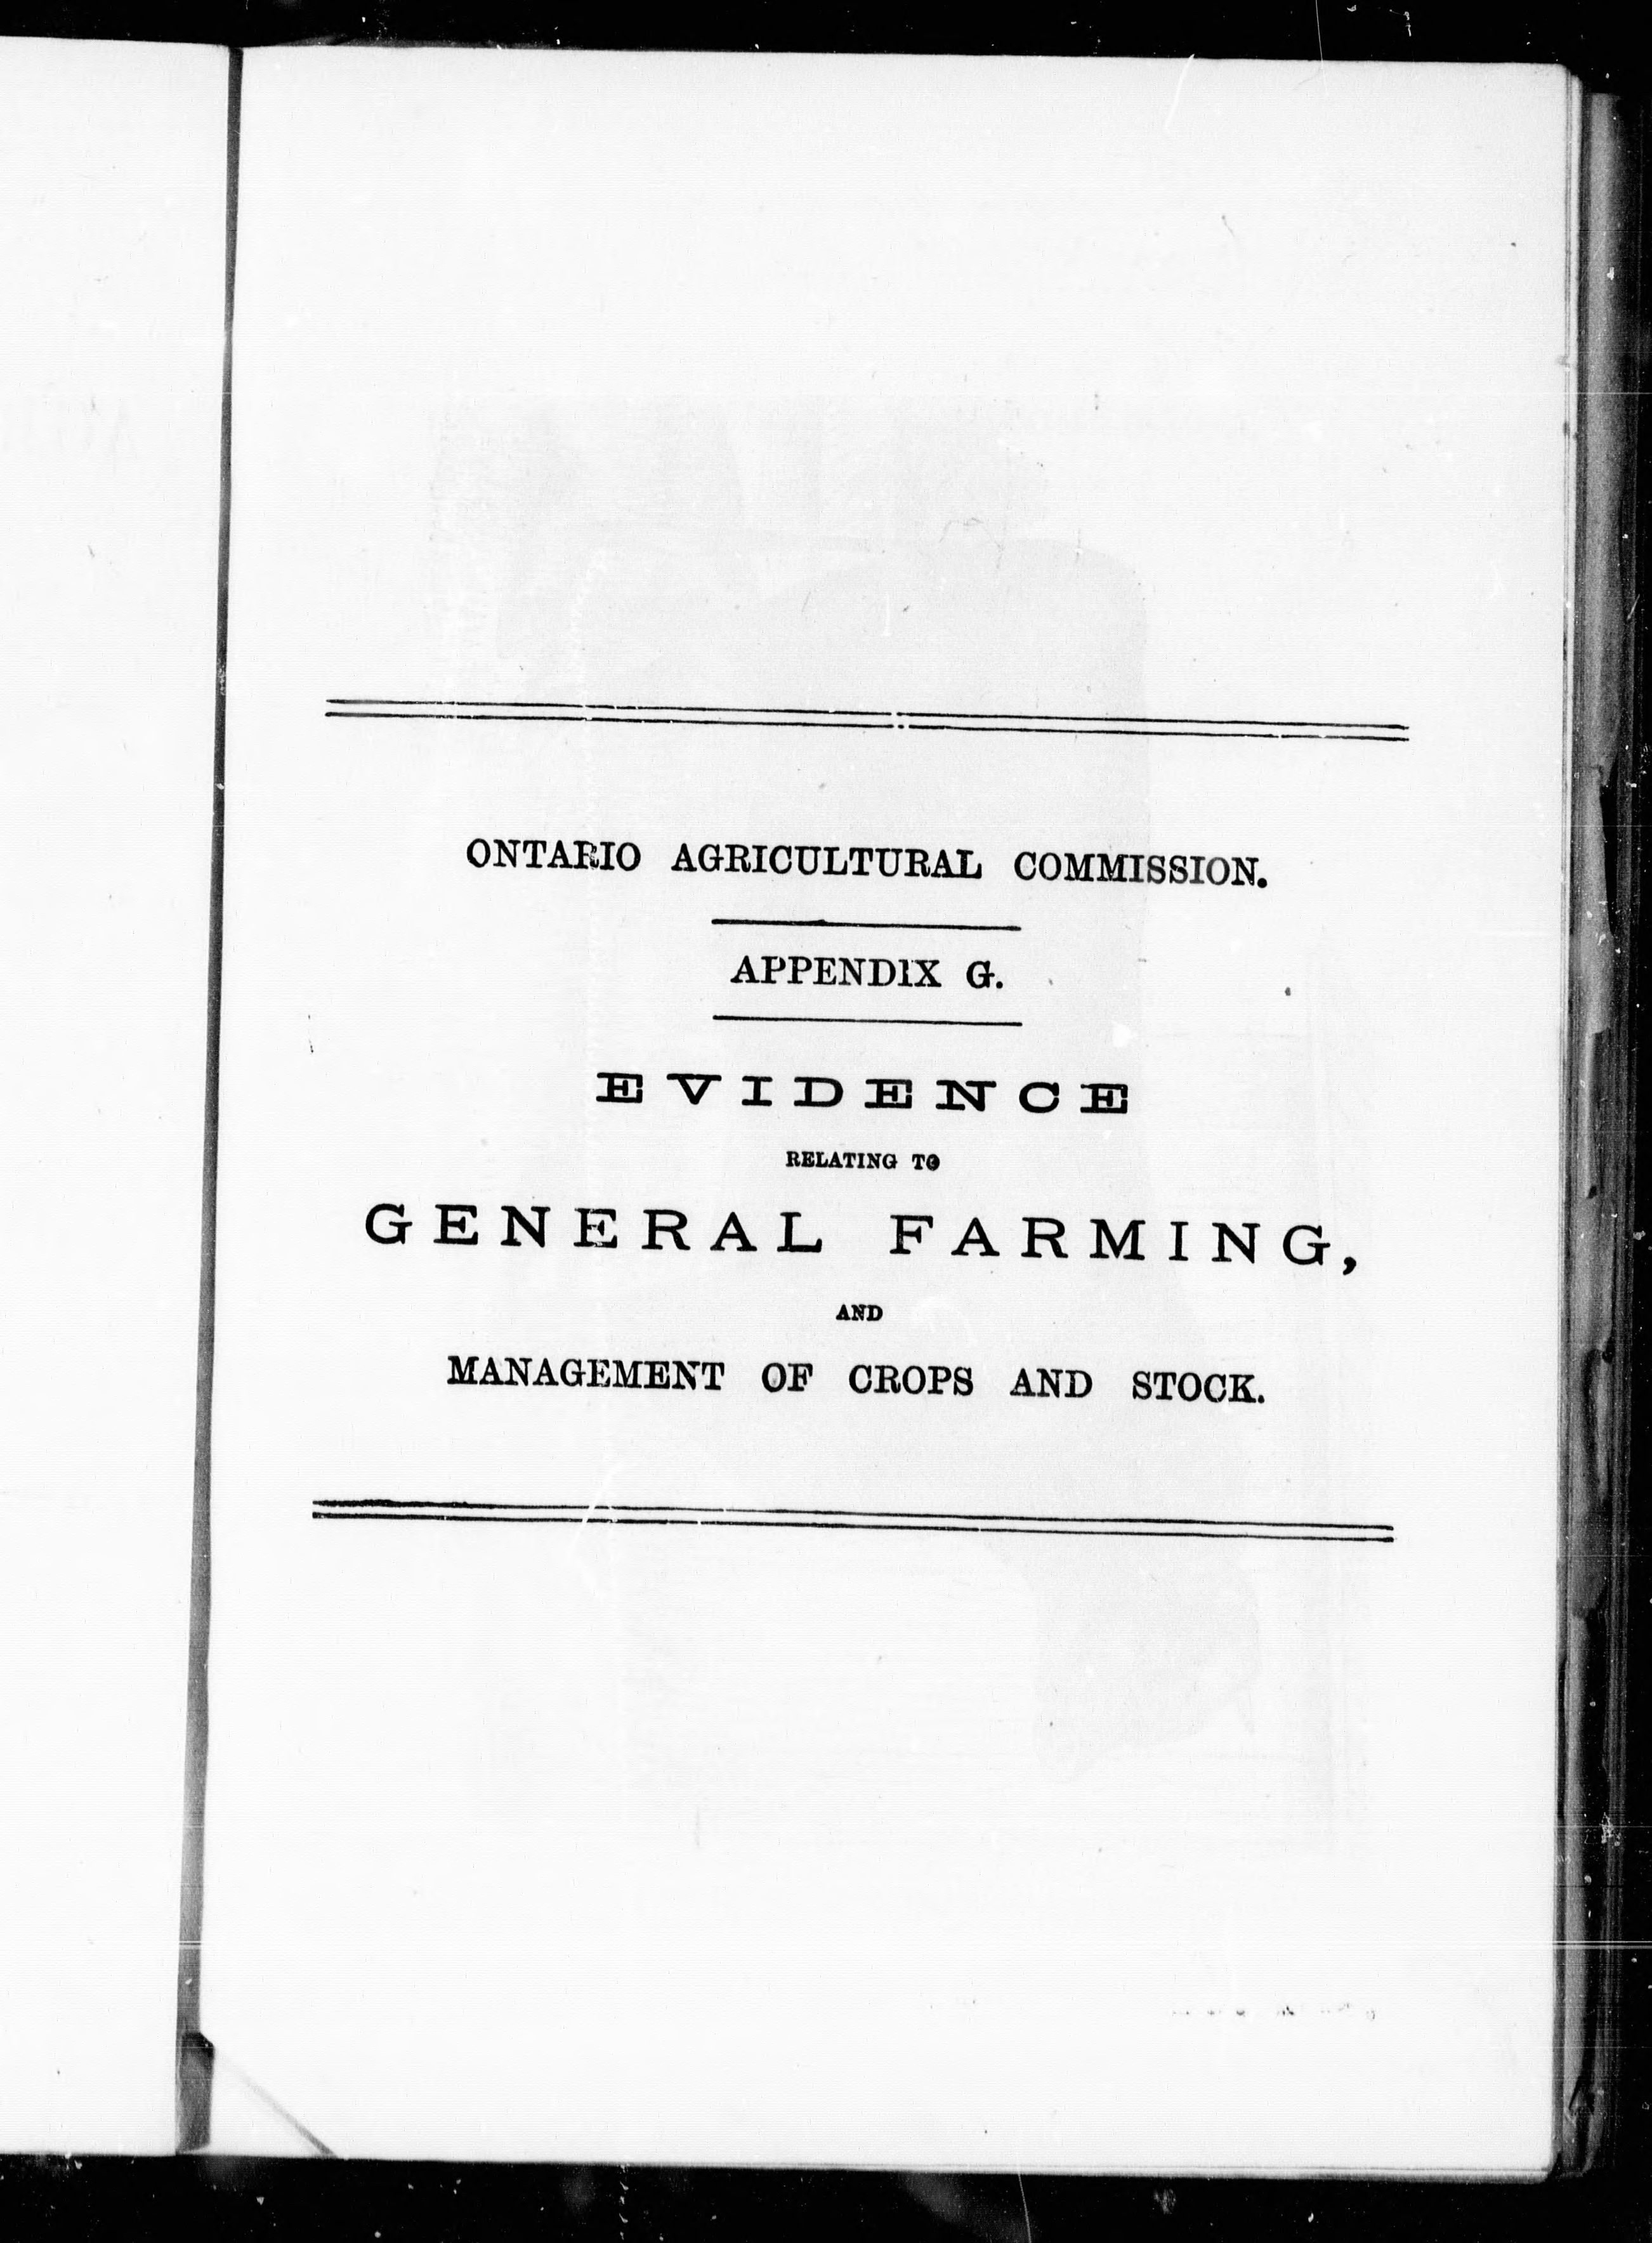 ONTARIO AGRICULTURAL COMMISSION.
APPENDIX G.
EVIDENCE
RELATING TO
GENERAL FARMING,
AND
MANAGEMENT OF CROPS AND STOCK.